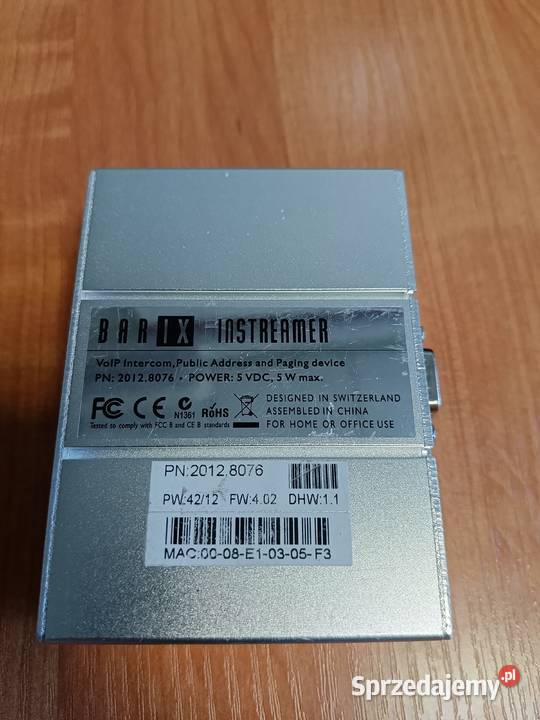 BARIX INSTREAMER
VoIP Intercom, Public Address and Paging device
PN: 2012.8076 • POWER: 5 VDC, 5 W max.
FC CE N1361 RoHS
DESIGNED IN SWITZERLAND
ASSEMBLED IN CHINA
FOR HOME OR OFFICE USE
Tested to comply with FCC B and CE B standards
PN:2012.8076
PW:42/12 FW:4.02 DHW:1.1
MAC:00-08-E1-03-05-F3
Sprzedajemy.pl